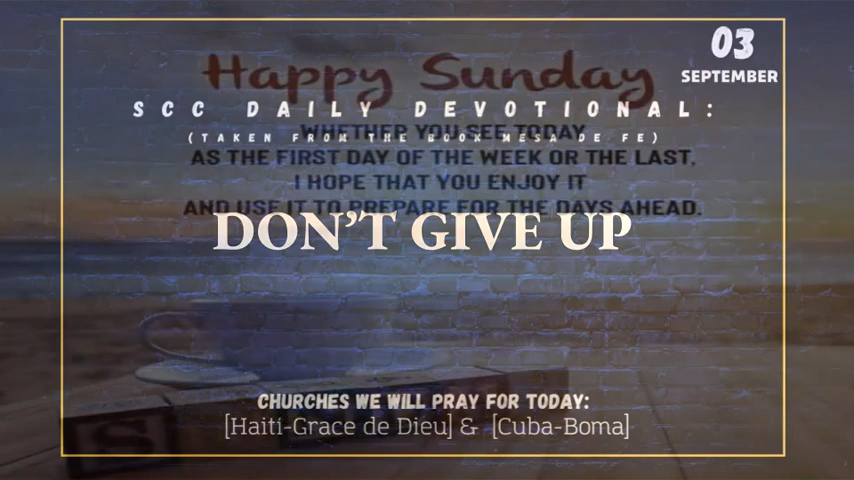 03
SEPTEMBER
Happy Sunday
SCC DAILY DEVOTIONAL:
WHETHER YOU SEE TODAY
(TAKEN FROM THE BOOK MESA DE FE)
AS THE FIRST DAY OF THE WEEK OR THE LAST.
I HOPE THAT YOU ENJOY IT
AND USE IT TO PREPARE FOR THE DAYS AHEAD.
DON'T GIVE UP
CHURCHES WE WILL PRAY FOR TODAY:
[Haiti-Grace de Dieu] & [Cuba-Boma]
S